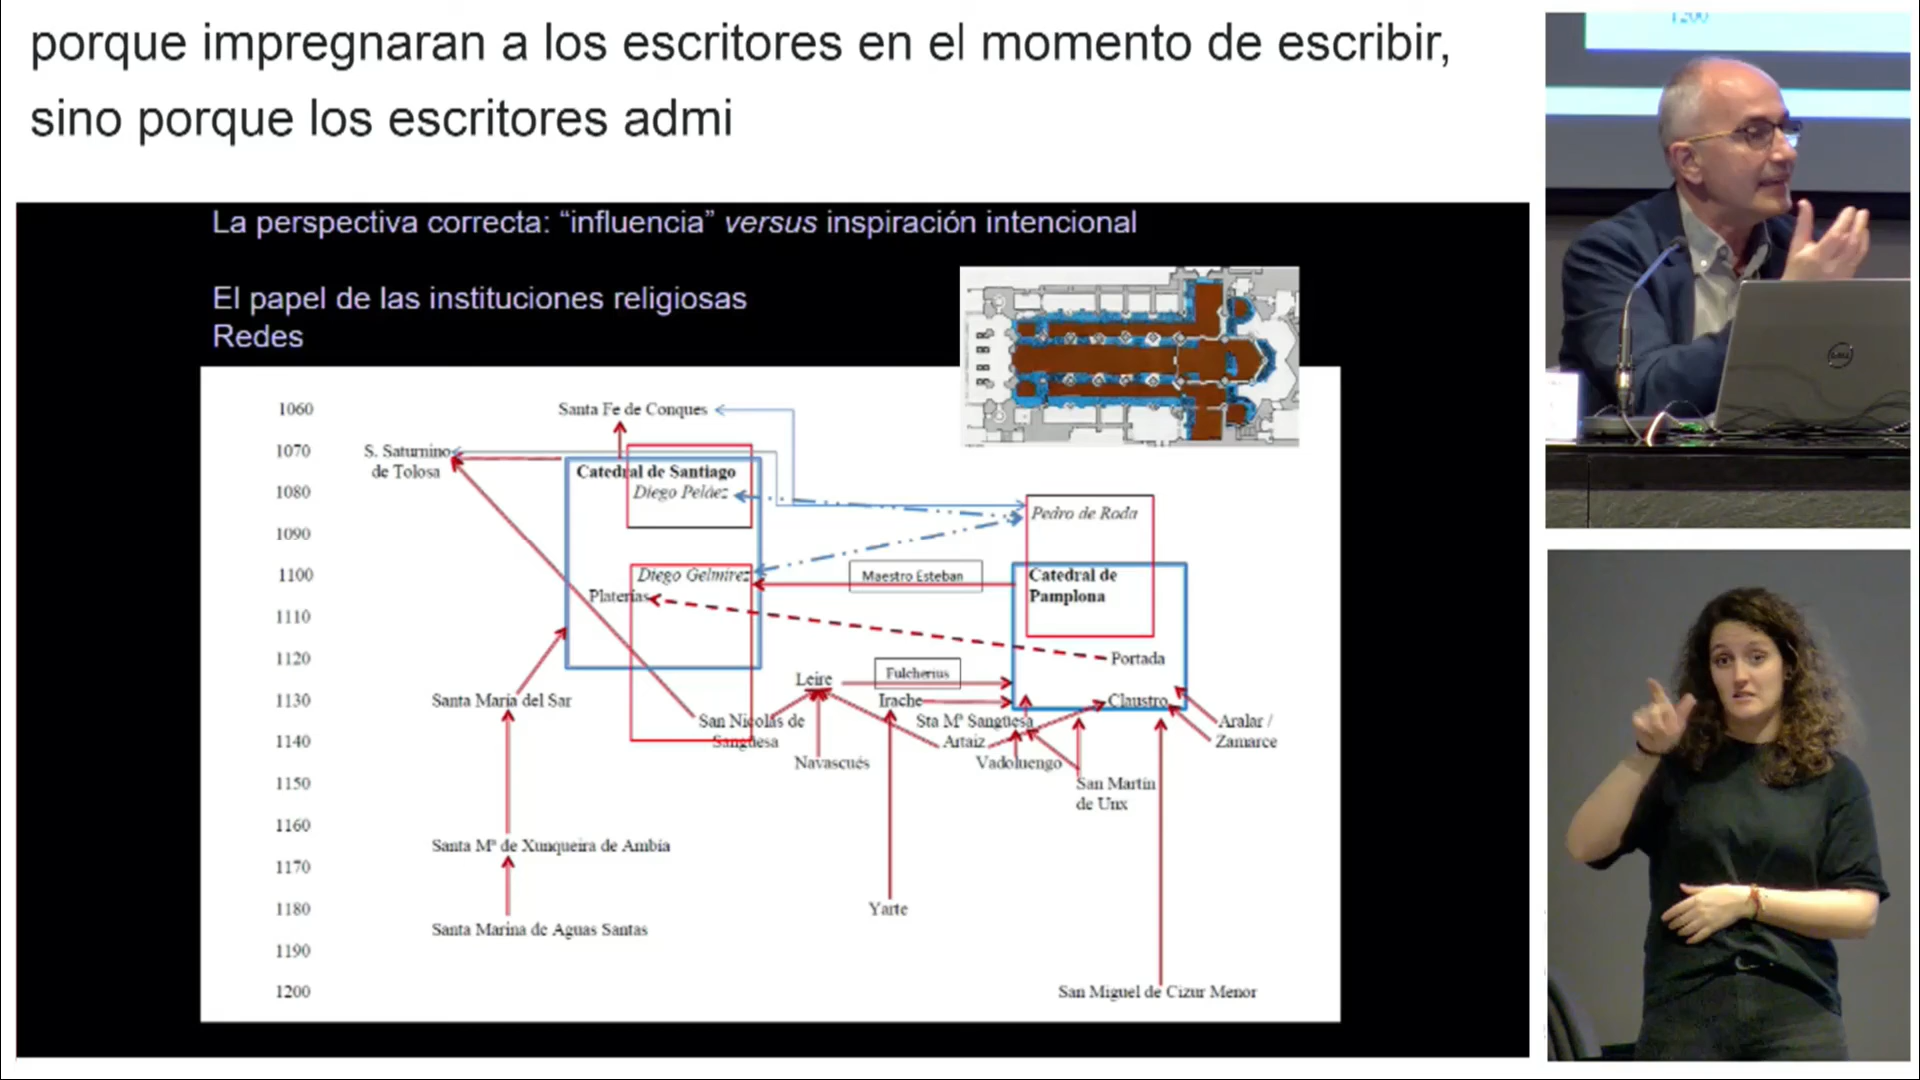 porque impregnaran a los escritores en el momento de escribir,
sino porque los escritores admi
La perspectiva correcta: “influencia” versus inspiración intencional
El papel de las instituciones religiosas
Redes
1060
Santa Fe de Conques
1070
S. Saturnino
de Tolosa
Catedral de Santiago
Diego Peláez
1080
Pedro de Roda
1090
1100
Diego Gelmírez
Maestro Esteban
Catedral de
Pamplona
Platerías
1110
1120
Portada
Leire
Fulcherius
1130
Santa María del Sar
Irache
Claustro
San Nicolás de
Sangüesa
Sta Mª Sangüesa
Aralar /
Zamarce
1140
Artaiz
Navascués
Vadoluengo
1150
San Martín
de Unx
1160
Santa Mª de Xunqueira de Ambía
1170
1180
Yarte
Santa Marina de Aguas Santas
1190
1200
San Miguel de Cizur Menor
1200
DELL